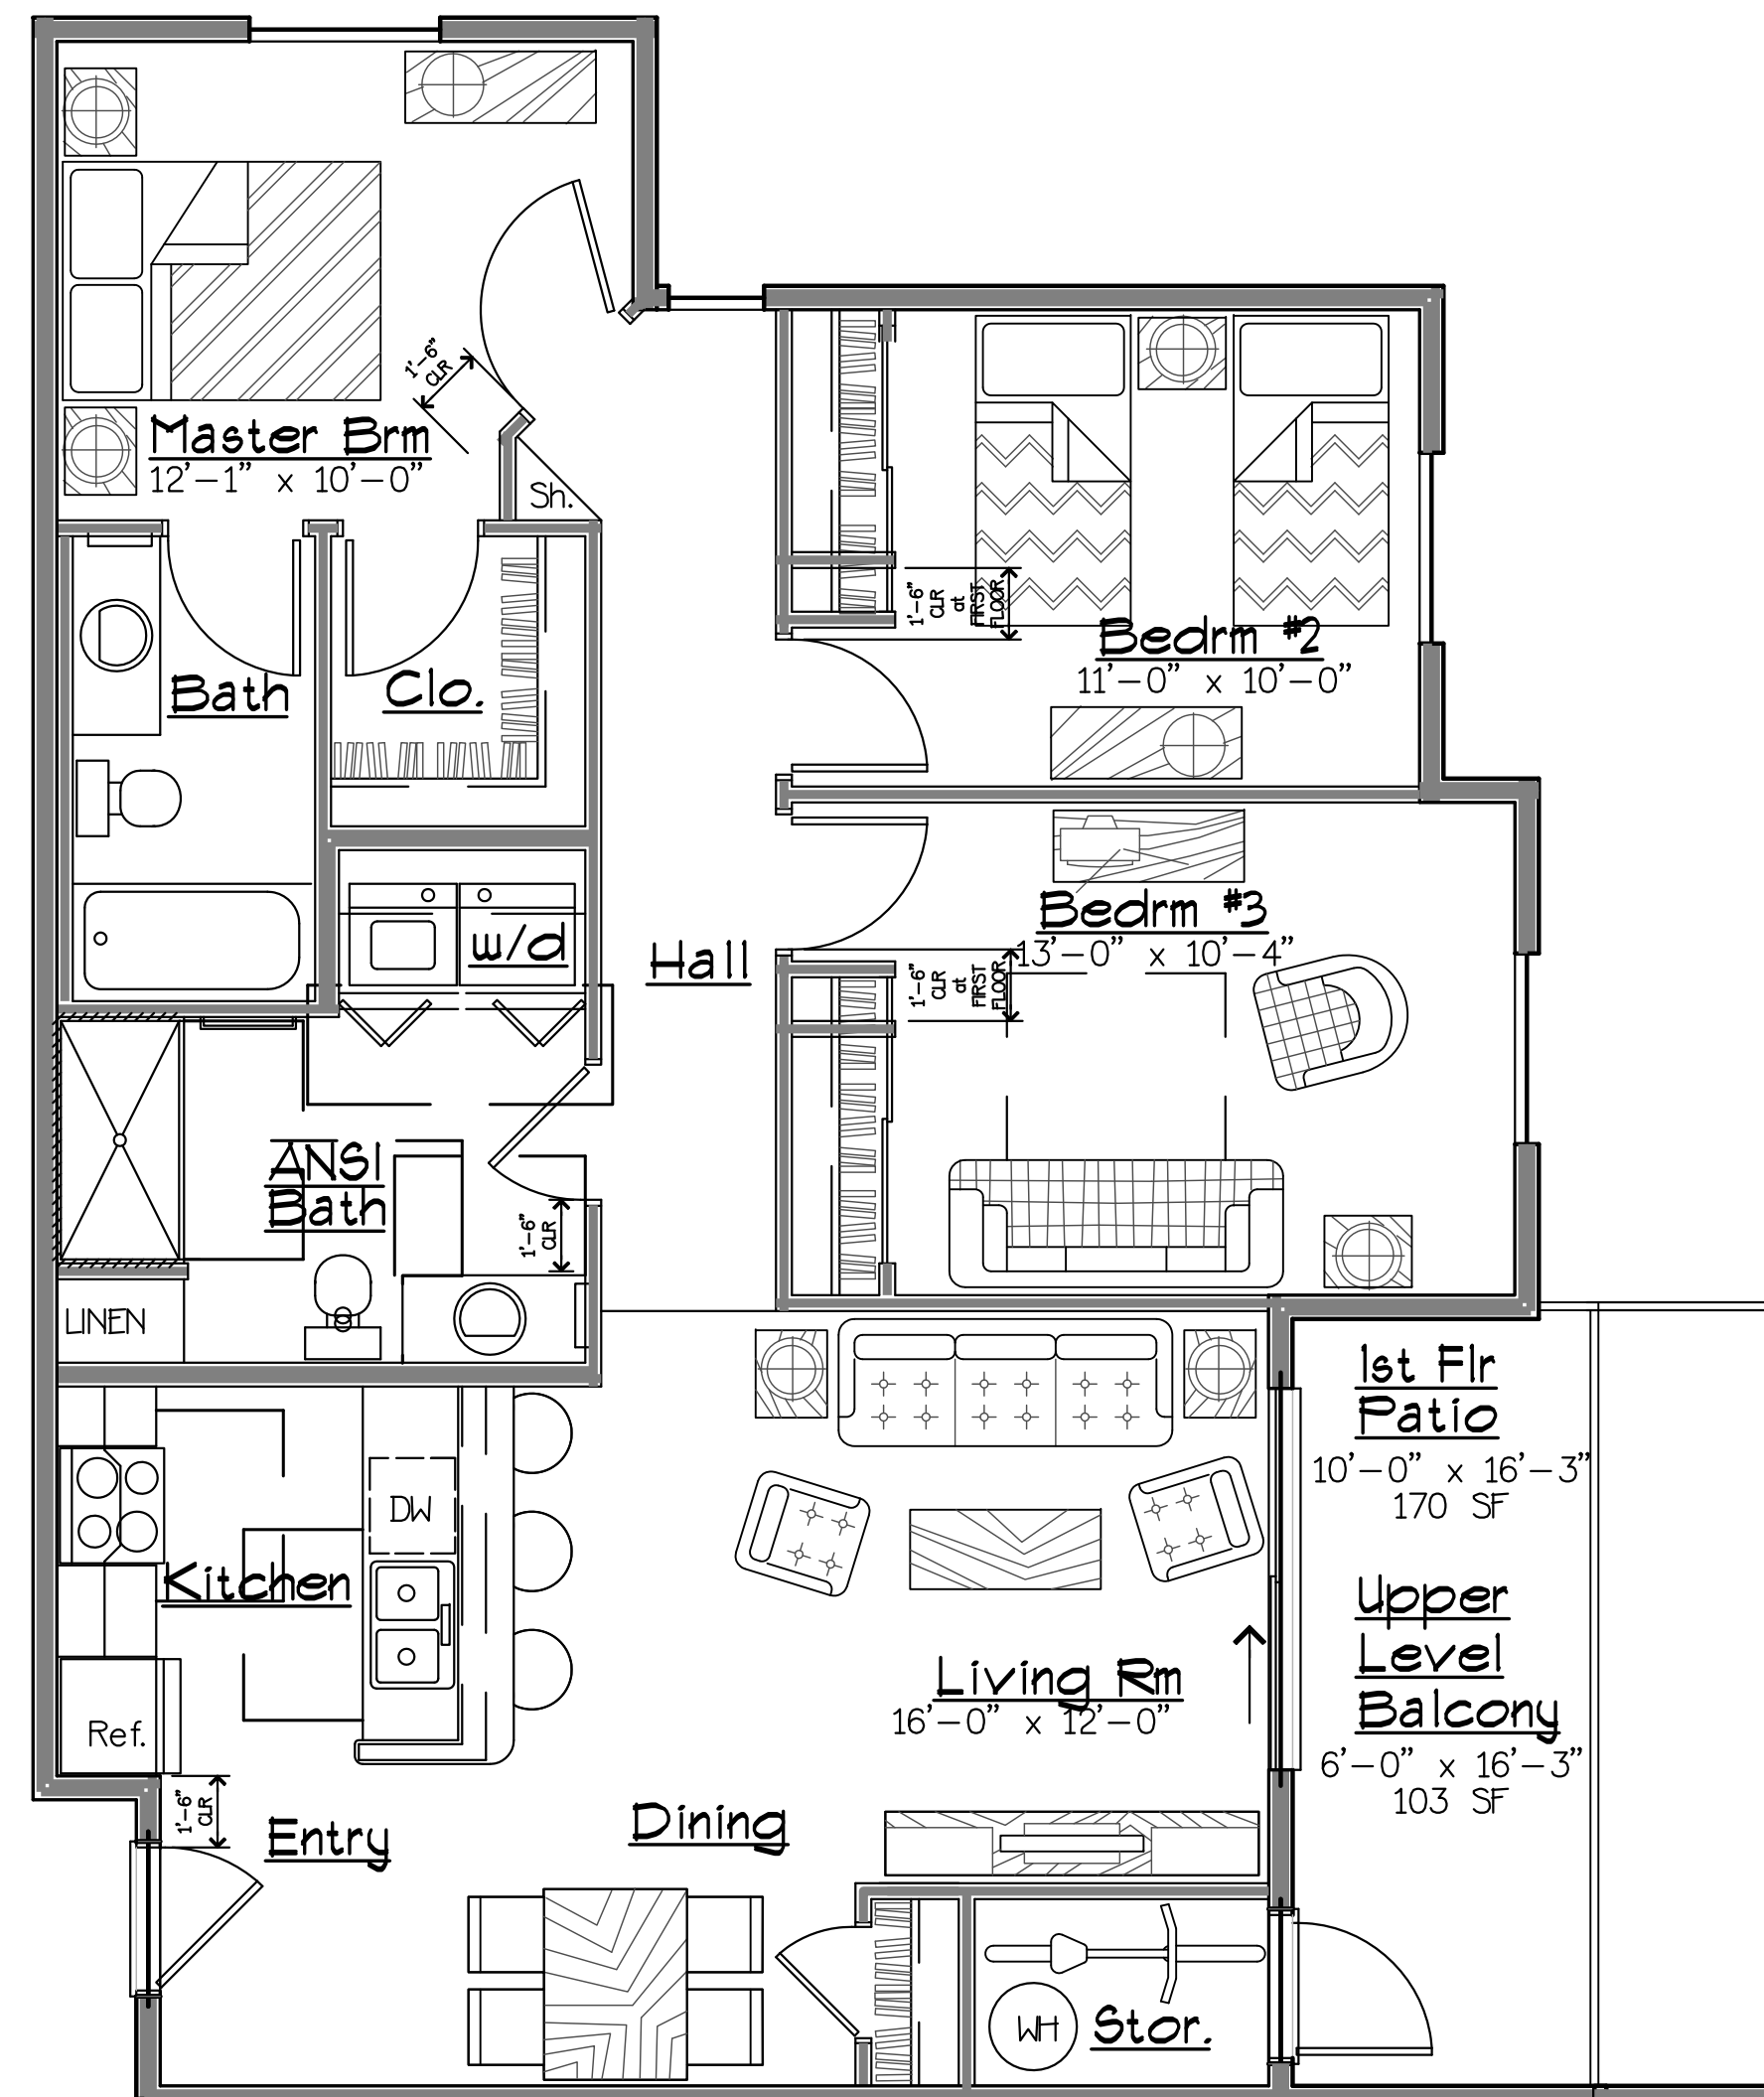 1'-6"
CLR
Master Brm
12'-1" x 10'-0"
Sh.
1'-6"
CLR
at
FIRST
FLOOR
Bedrm #2
11'-0" x 10'-0"
Bath
Clo.
w/d
Hall
Bedrm #3
13'-0" x 10'-4"
1'-6"
CLR
at
FIRST
FLOOR
ANSI
Bath
1'-6"
CLR
LINEN
1st Flr
Patio
10'-0" x 16'-3"
170 SF
DW
Kitchen
Upper
Level
Balcony
6'-0" x 16'-3"
103 SF
Living Rm
16'-0" x 12'-0"
Ref.
1'-6"
CLR
Entry
Dining
WH
Stor.